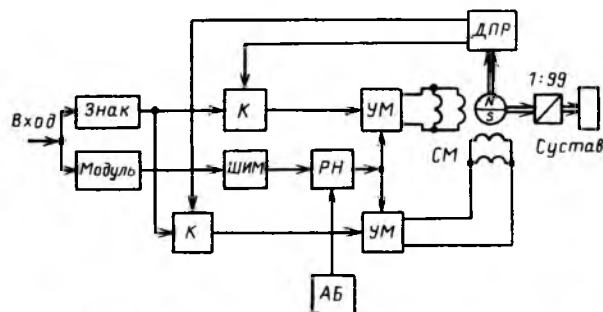 ДПР
1:99
Знак
К
УМ
N
S
Вход
СМ
Сустав
Модуль
ШИМ
РН
К
УМ
АБ